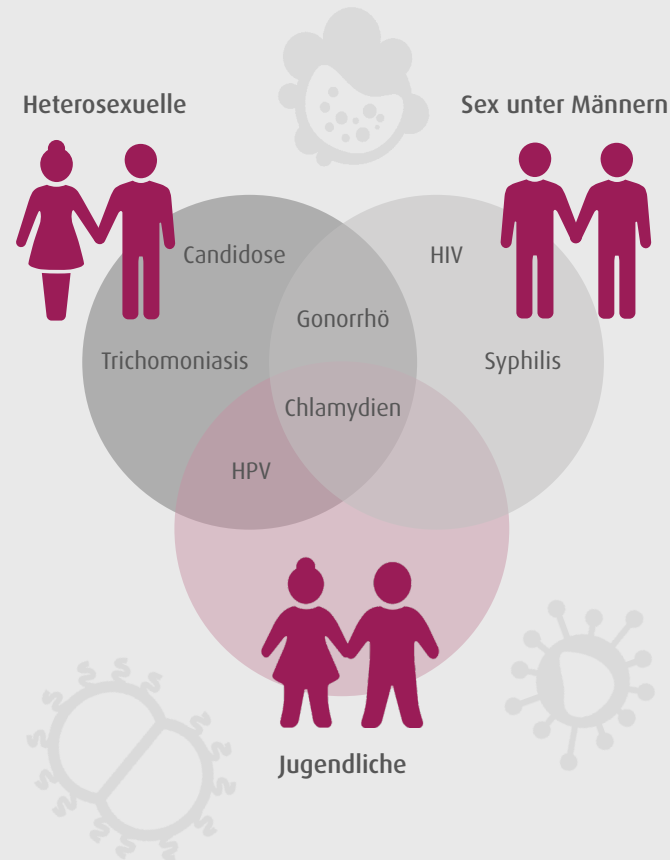 Heterosexuelle
Sex unter Männern
Candidose
HIV
Gonorrhö
Trichomoniasis
Syphilis
Chlamydien
HPV
Jugendliche